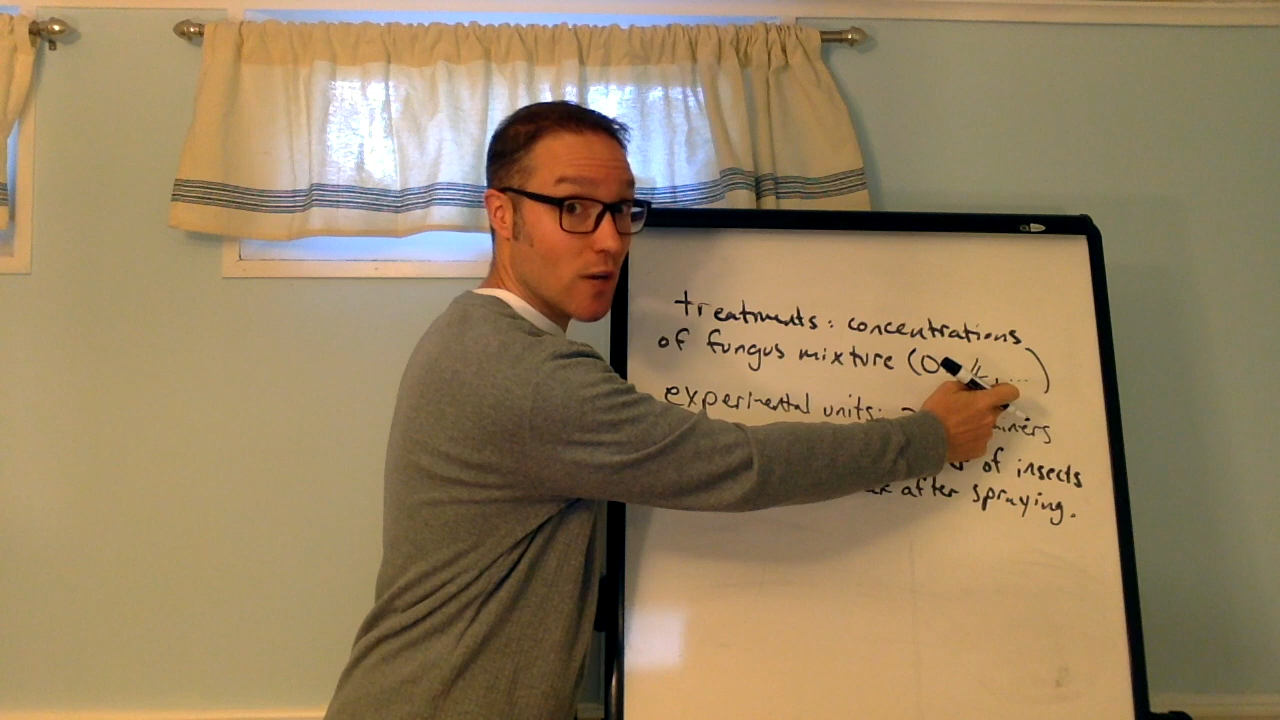 treatments: concentrations
of fungus mixture (0 ... )
experimental units:
of insects
after spraying.